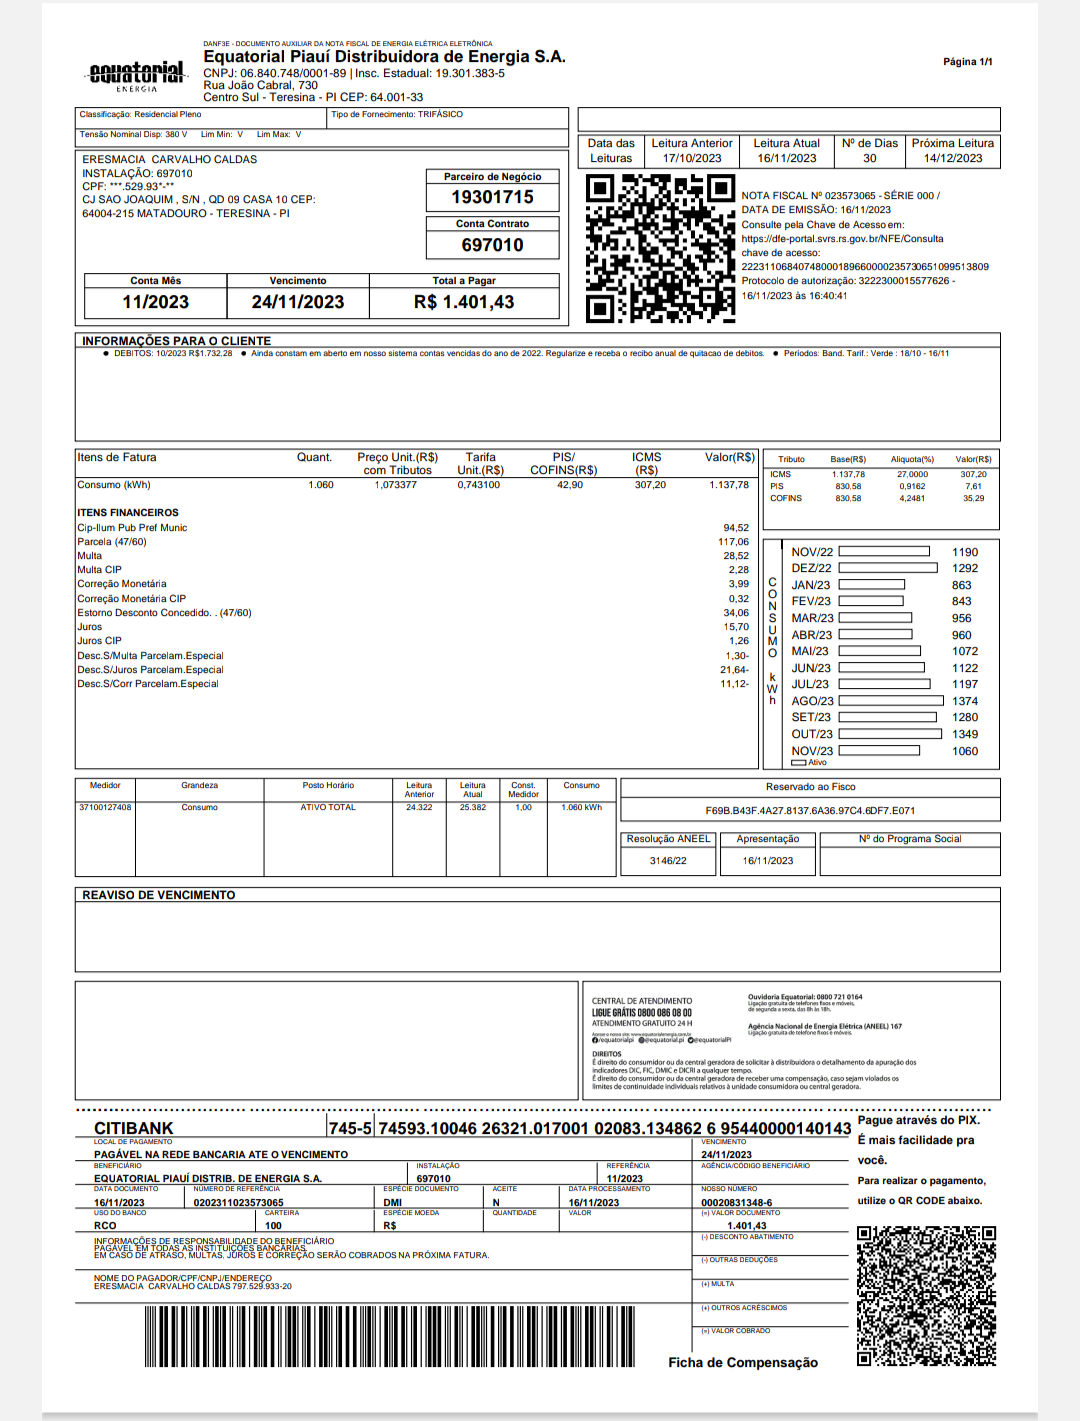 DANF3E - DOCUMENTO AUXILIAR DA NOTA FISCAL DE ENERGIA ELÉTRICA ELETRÔNICA
equatorial
ENERGIA
Equatorial Piauí Distribuidora de Energia S.A.
CNPJ: 06.840.748/0001-89 | Insc. Estadual: 19.301.383-5
Rua João Cabral, 730
Centro Sul - Teresina - PI CEP: 64.001-33
Página 1/1
Classificação: Residencial Pleno
Tipo de Fornecimento: TRIFÁSICO
Tensão Nominal Disp: 380 V Lim Min: V Lim Max: V
Data das Leituras Leitura Anterior Leitura Atual Nº de Dias Próxima Leitura
17/10/2023 16/11/2023 30 14/12/2023
ERESMACIA CARVALHO CALDAS
INSTALAÇÃO: 697010
CPF: ***.529.93*-**
CJ SAO JOAQUIM , S/N , QD 09 CASA 10 CEP:
64004-215 MATADOURO - TERESINA - PI
Parceiro de Negócio
19301715
Conta Contrato
697010
Conta Mês Vencimento Total a Pagar
11/2023 24/11/2023 R$ 1.401,43
NOTA FISCAL Nº 023573065 - SÉRIE 000 /
DATA DE EMISSÃO: 16/11/2023
Consulte pela Chave de Acesso em:
https://dfe-portal.svrs.rs.gov.br/NFE/Consulta
chave de acesso:
22231106840748000189660000235730651099513809
Protocolo de autorização: 3222300015577626 -
16/11/2023 às 16:40:41
INFORMAÇÕES PARA O CLIENTE
● DEBITOS: 10/2023 R$1.732,28 ● Ainda constam em aberto em nosso sistema contas vencidas do ano de 2022. Regularize e receba o recibo anual de quitacao de debitos. ● Períodos: Band. Tarif.: Verde : 18/10 - 16/11
Itens de Fatura Quant. Preço Unit.(R$) com Tributos Tarifa Unit.(R$) PIS/ COFINS(R$) ICMS (R$) Valor(R$)
Consumo (kWh) 1.060 1,073377 0,743100 42,90 307,20 1.137,78
ITENS FINANCEIROS
Cip-Ilum Pub Pref Munic 94,52
Parcela (47/60) 117,06
Multa 28,52
Multa CIP 2,28
Correção Monetária 3,99
Correção Monetária CIP 0,32
Estorno Desconto Concedido. . (47/60) 34,06
Juros 15,70
Juros CIP 1,26
Desc.S/Multa Parcelam.Especial 1,30-
Desc.S/Juros Parcelam.Especial 21,64-
Desc.S/Corr Parcelam.Especial 11,12-
Tributo Base(R$) Aliquota(%) Valor(R$)
ICMS 1.137,78 27,0000 307,20
PIS 830,58 0,9162 7,61
COFINS 830,58 4,2481 35,29
CONSUMO kWh
NOV/22 1190
DEZ/22 1292
JAN/23 863
FEV/23 843
MAR/23 956
ABR/23 960
MAI/23 1072
JUN/23 1122
JUL/23 1197
AGO/23 1374
SET/23 1280
OUT/23 1349
NOV/23 1060
Ativo
Medidor Grandeza Posto Horário Leitura Anterior Leitura Atual Const. Medidor Consumo
37100127408 Consumo ATIVO TOTAL 24.322 25.382 1,00 1.060 kWh
Reservado ao Fisco
F69B.B43F.4A27.8137.6A36.97C4.6DF7.E071
Resolução ANEEL Apresentação Nº do Programa Social
3146/22 16/11/2023
REAVISO DE VENCIMENTO
CENTRAL DE ATENDIMENTO
LIGUE GRÁTIS 0800 086 08 00
ATENDIMENTO GRATUITO 24 H
Acesse o nosso site: www.equatorialenergia.com.br
/equatorialpi @equatorial.pi @equatorialPI
Ouvidoria Equatorial: 0800 721 0164
Ligação gratuita de telefones fixos e móveis,
de segunda a sexta, das 8h às 18h.
Agência Nacional de Energia Elétrica (ANEEL) 167
Ligação gratuita de telefone fixos e móveis.
DIREITOS
É direito do consumidor ou da central geradora de solicitar à distribuidora o detalhamento da apuração dos
indicadores DIC, FIC, DMIC e DICRI a qualquer tempo.
É direito do consumidor ou da central geradora de receber uma compensação, caso sejam violados os
limites de continuidade individuais relativos à unidade consumidora ou central geradora.
CITIBANK 745-5 74593.10046 26321.017001 02083.134862 6 95440000140143
LOCAL DE PAGAMENTO VENCIMENTO
PAGÁVEL NA REDE BANCARIA ATE O VENCIMENTO 24/11/2023
BENEFICIÁRIO INSTALAÇÃO REFERÊNCIA AGÊNCIA/CÓDIGO BENEFICIÁRIO
EQUATORIAL PIAUÍ DISTRIB. DE ENERGIA S.A. 697010 11/2023
DATA DOCUMENTO NÚMERO DE REFERÊNCIA ESPÉCIE DOCUMENTO ACEITE DATA PROCESSAMENTO NOSSO NÚMERO
16/11/2023 0202311023573065 DMI N 16/11/2023 00020831348-6
USO DO BANCO CARTEIRA ESPÉCIE MOEDA QUANTIDADE VALOR (=) VALOR DOCUMENTO
RCO 100 R$ 1.401,43
INFORMAÇÕES DE RESPONSABILIDADE DO BENEFICIÁRIO
PAGÁVEL EM TODAS AS INSTITUIÇÕES BANCÁRIAS.
EM CASO DE ATRASO, MULTAS, JUROS E CORREÇÃO SERÃO COBRADOS NA PRÓXIMA FATURA.
(-) DESCONTO ABATIMENTO
(-) OUTRAS DEDUÇÕES
NOME DO PAGADOR/CPF/CNPJ/ENDEREÇO
ERESMACIA CARVALHO CALDAS 797.529.933-20
(+) MULTA
(+) OUTROS ACRÉSCIMOS
(=) VALOR COBRADO
Ficha de Compensação
Pague através do PIX.
É mais facilidade pra
você.
Para realizar o pagamento,
utilize o QR CODE abaixo.